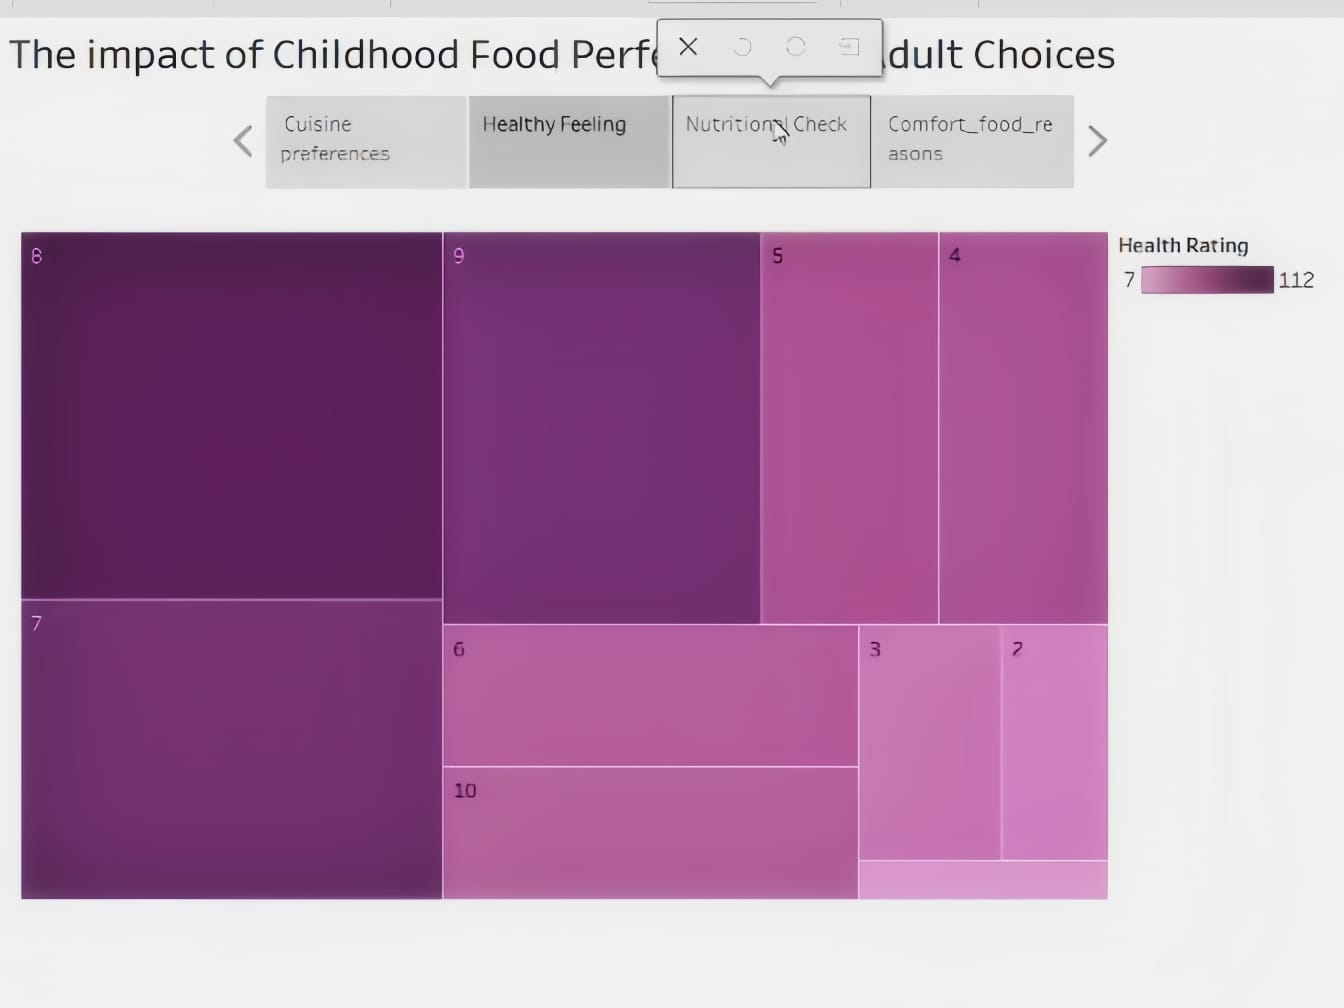 The impact of Childhood Food Perfe dult Choices
Cuisine
preferences
Healthy Feeling
Nutritional Check
Comfort_food_re
asons
8
9
5
4
Health Rating
7 112
7
6
3
2
10